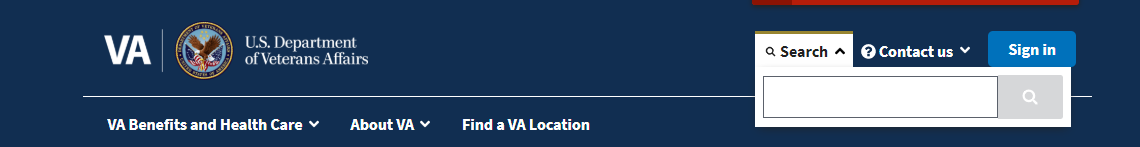 VA
U.S. Department
of Veterans Affairs
Search
Contact us
Sign in
VA Benefits and Health Care
About VA
Find a VA Location